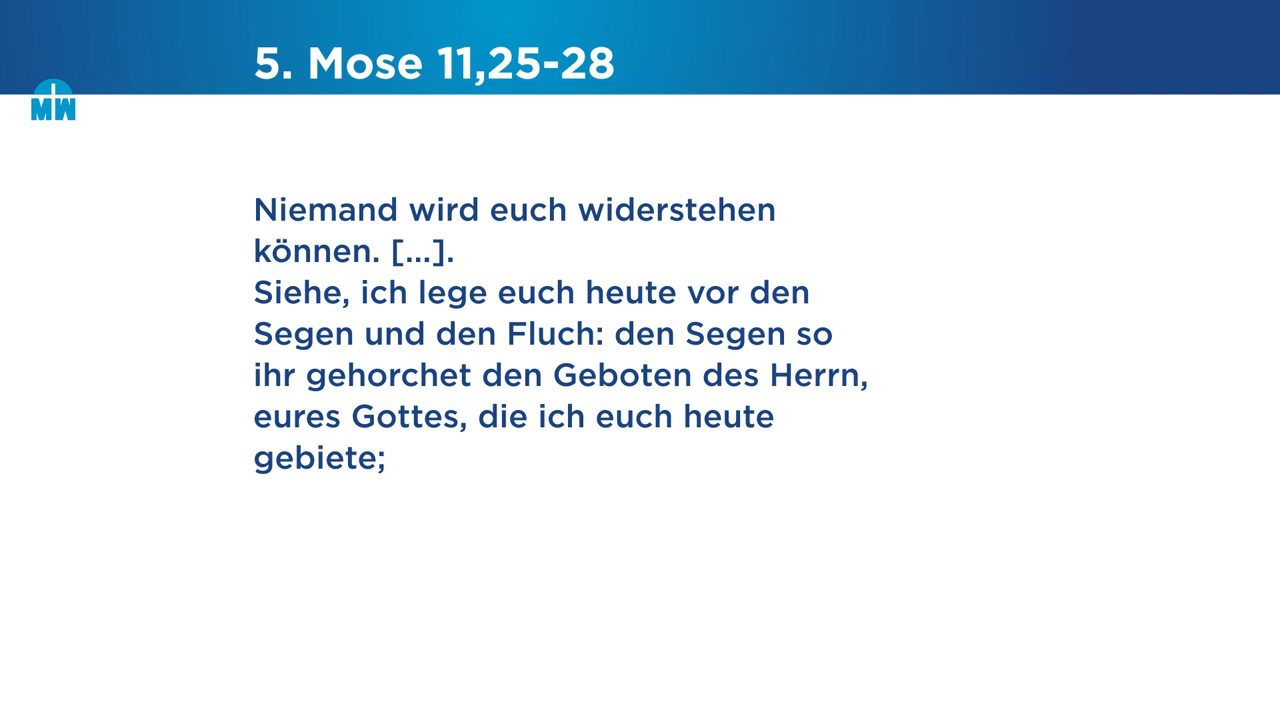 5. Mose 11,25-28
MW
Niemand wird euch widerstehen
können. [...].
Siehe, ich lege euch heute vor den
Segen und den Fluch: den Segen so
ihr gehorchet den Geboten des Herrn,
eures Gottes, die ich euch heute
gebiete;